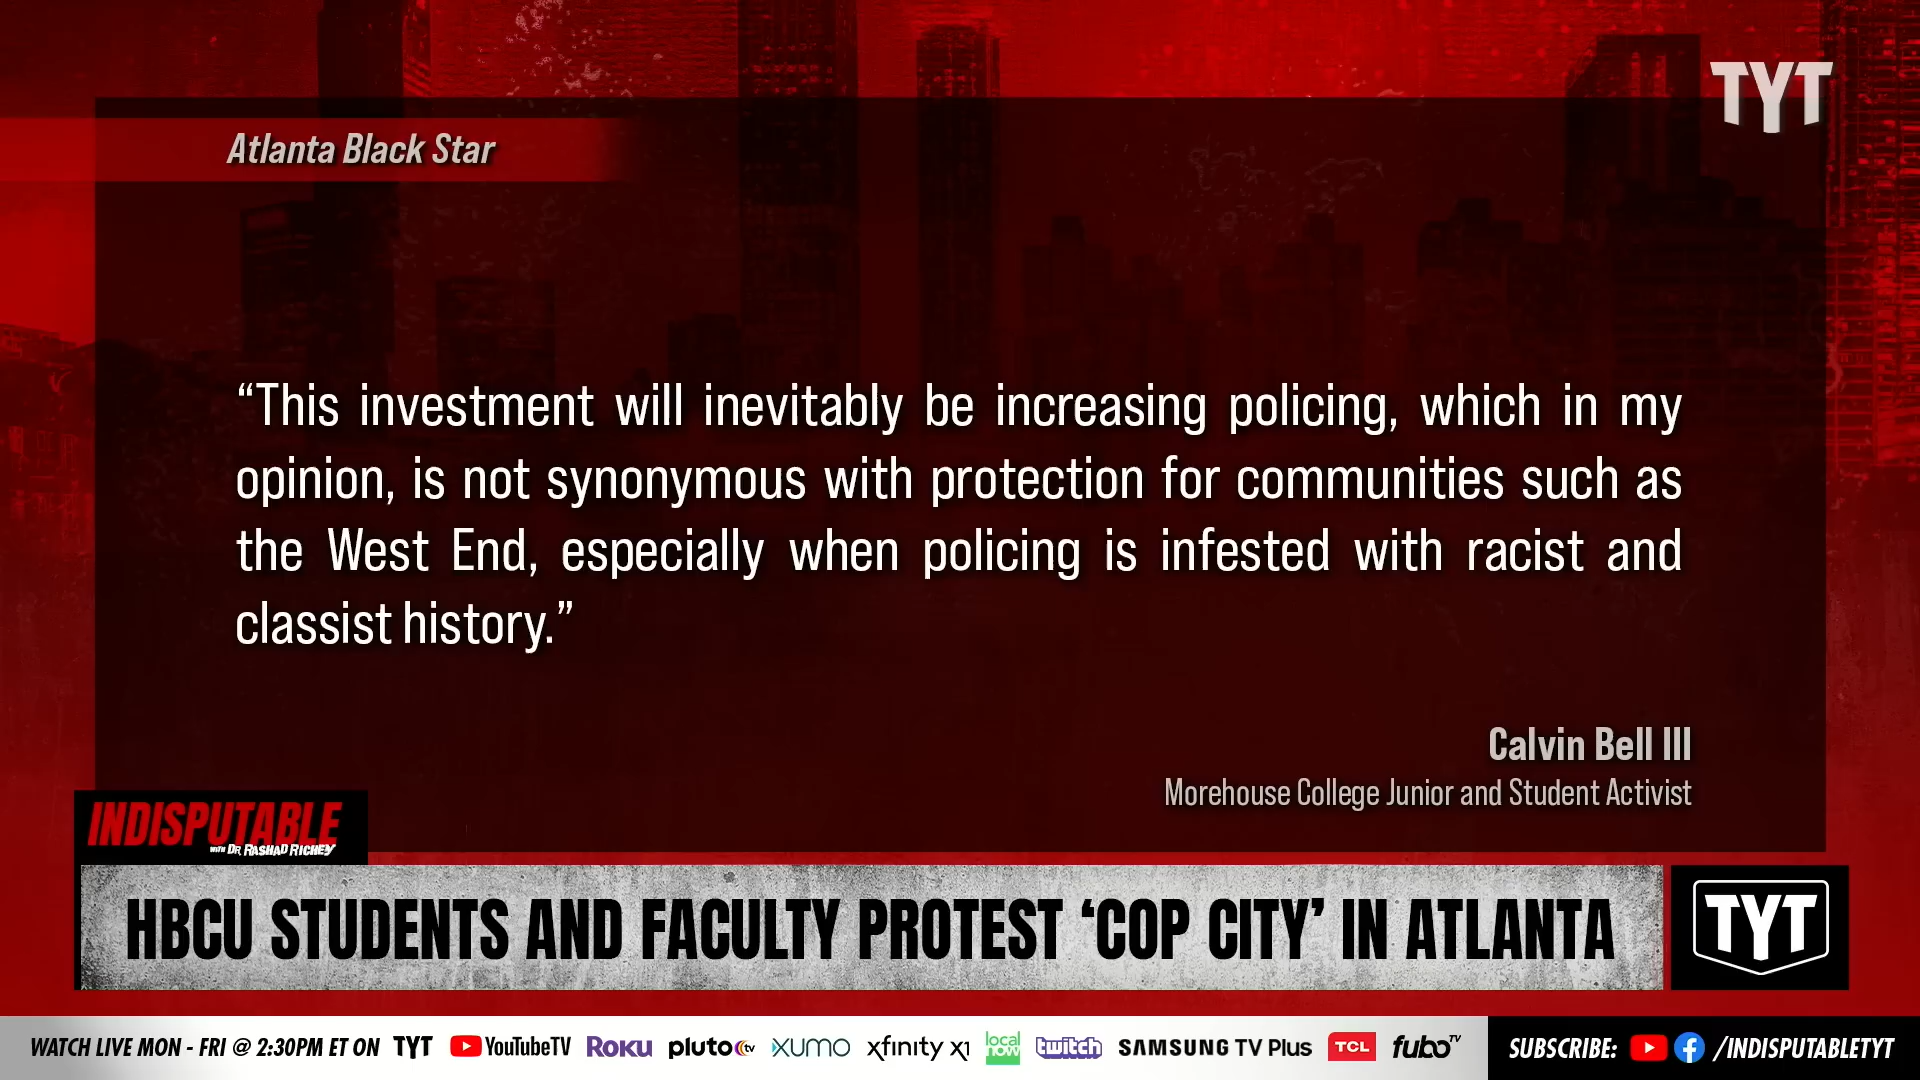 TYT
Atlanta Black Star
“This investment will inevitably be increasing policing, which in my
opinion, is not synonymous with protection for communities such as
the West End, especially when policing is infested with racist and
classist history.”
Calvin Bell III
Morehouse College Junior and Student Activist
INDISPUTABLE
WITH DR RASHAD RICHEY
HBCU STUDENTS AND FACULTY PROTEST ‘COP CITY’ IN ATLANTA
TYT
WATCH LIVE MON - FRI @ 2:30PM ET ON TYT YouTubeTV ROKU pluto tv XUMO xfinity x1 local now twitch SAMSUNG TV Plus TCL fubo TV SUBSCRIBE: /INDISPUTABLETYT